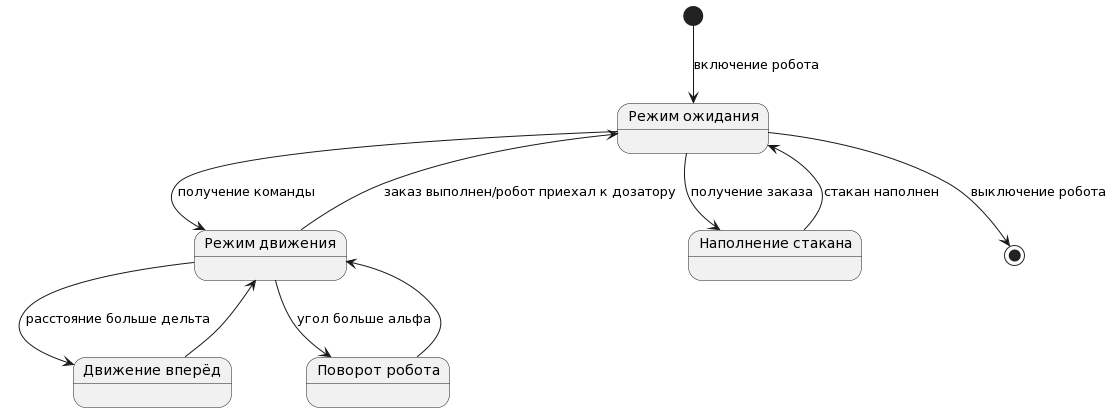 включение робота
Режим ожидания
получение команды
заказ выполнен/робот приехал к дозатору
получение заказа
стакан наполнен
выключение робота
Режим движения
Наполнение стакана
расстояние больше дельта
угол больше альфа
Движение вперёд
Поворот робота